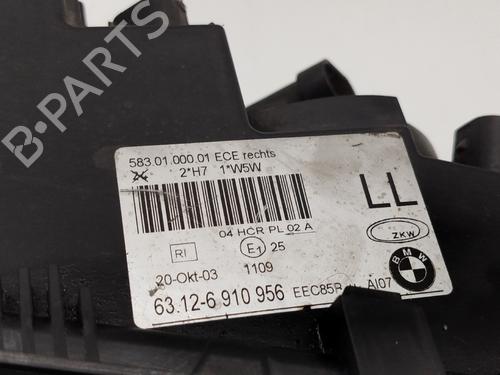 583.01.000.01 ECE rechts
2*H7 1*W5W
LL
04 HCR PL 02 A
ZKW
RI E1 25
BMW
20-Okt-03 1109
63.12-6 910 956 EEC85R AI07
B-PARTS